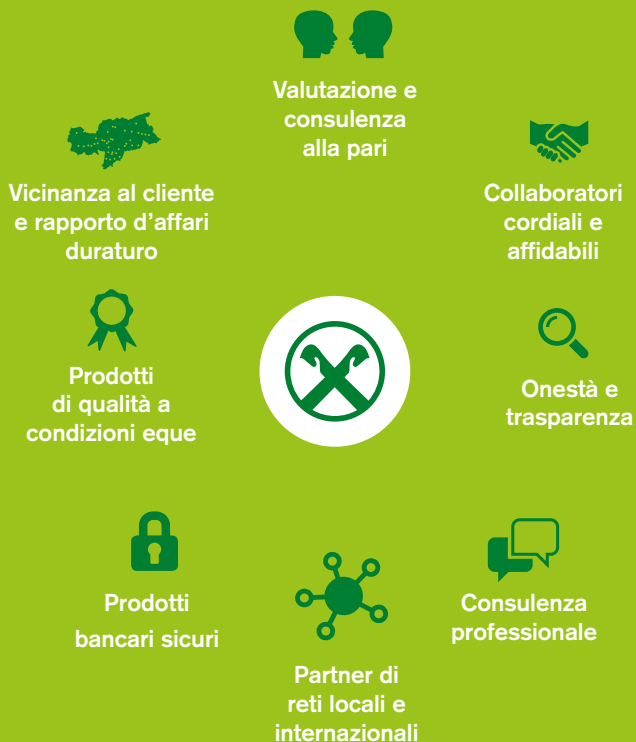 Valutazione e
consulenza
alla pari
Vicinanza al cliente
e rapporto d’affari
duraturo
Collaboratori
cordiali e
affidabili
Prodotti
di qualità a
condizioni eque
Onestà e
trasparenza
Prodotti
bancari sicuri
Consulenza
professionale
Partner di
reti locali e
internazionali